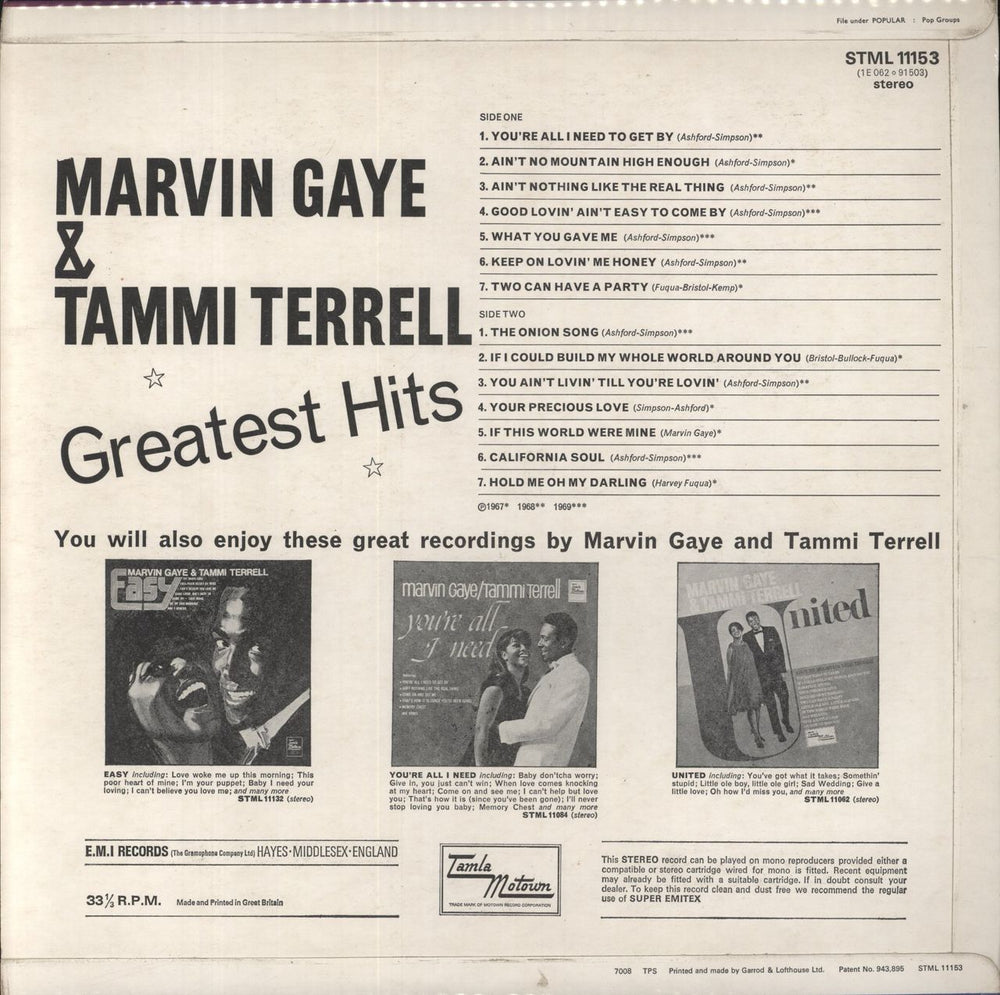 File under POPULAR : Pop Groups
STML 11153
(1E 062 ○ 91503)
stereo
MARVIN GAYE
&
TAMMI TERRELL
☆
Greatest Hits
☆
SIDE ONE
1. YOU'RE ALL I NEED TO GET BY (Ashford-Simpson)**
2. AIN'T NO MOUNTAIN HIGH ENOUGH (Ashford-Simpson)*
3. AIN'T NOTHING LIKE THE REAL THING (Ashford-Simpson)**
4. GOOD LOVIN' AIN'T EASY TO COME BY (Ashford-Simpson)***
5. WHAT YOU GAVE ME (Ashford-Simpson)***
6. KEEP ON LOVIN' ME HONEY (Ashford-Simpson)**
7. TWO CAN HAVE A PARTY (Fuqua-Bristol-Kemp)*
SIDE TWO
1. THE ONION SONG (Ashford-Simpson)***
2. IF I COULD BUILD MY WHOLE WORLD AROUND YOU (Bristol-Bullock-Fuqua)*
3. YOU AIN'T LIVIN' TILL YOU'RE LOVIN' (Ashford-Simpson)**
4. YOUR PRECIOUS LOVE (Simpson-Ashford)*
5. IF THIS WORLD WERE MINE (Marvin Gaye)*
6. CALIFORNIA SOUL (Ashford-Simpson)***
7. HOLD ME OH MY DARLING (Harvey Fuqua)*
℗1967* 1968** 1969***
You will also enjoy these great recordings by Marvin Gaye and Tammi Terrell
MARVIN GAYE & TAMMI TERRELL
Easy
EASY including: Love woke me up this morning; This
poor heart of mine; I'm your puppet; Baby I need your
loving; I can't believe you love me; and many more
STML 11132 (stereo)
marvin Gaye/Tammi Terrell
you're all
I need
YOU'RE ALL I NEED including: Baby don'tcha worry;
Give in, you just can't win; When love comes knocking
at my heart; Come on and see me; I can't help but love
you; That's how it is (since you've been gone); I'll never
stop loving you baby; Memory Chest and many more
STML 11084 (stereo)
MARVIN GAYE
& TAMMI TERRELL
United
UNITED including: You've got what it takes; Somethin'
stupid; Little ole boy, little ole girl; Sad Wedding; Give a
little love; Oh how I'd miss you, and many more
STML 11062 (stereo)
E.M.I RECORDS (The Gramophone Company Ltd) HAYES·MIDDLESEX·ENGLAND
33⅓ R.P.M. Made and Printed in Great Britain
Tamla
Motown
TRADE MARK OF MOTOWN RECORD CORPORATION
This STEREO record can be played on mono reproducers provided either a
compatible or stereo cartridge wired for mono is fitted. Recent equipment
may already be fitted with a suitable cartridge. If in doubt consult your
dealer. To keep this record clean and dust free we recommend the regular
use of SUPER EMITEX
7008 TPS Printed and made by Garrod & Lofthouse Ltd. Patent No. 943,895 STML 11153